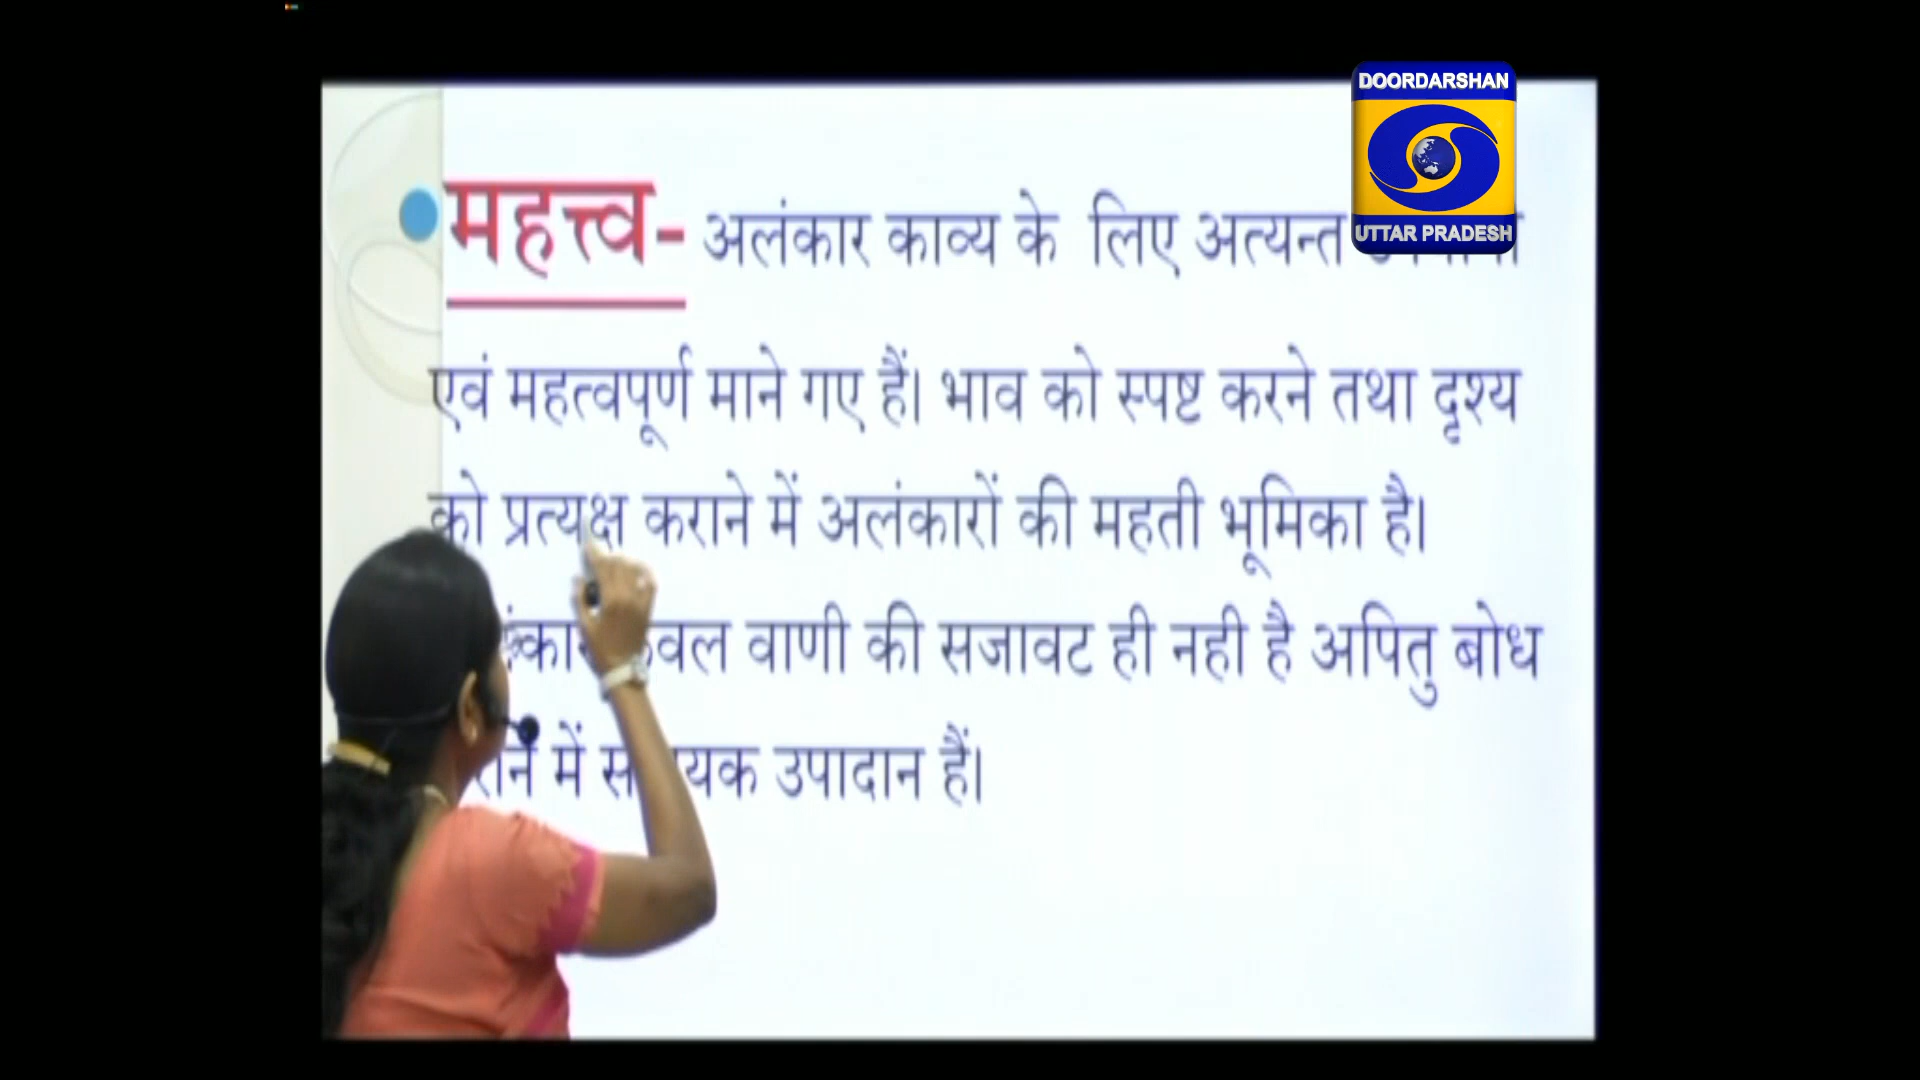 DOORDARSHAN
UTTAR PRADESH
महत्त्व- अलंकार काव्य के लिए अत्यन्त
एवं महत्वपूर्ण माने गए हैं। भाव को स्पष्ट करने तथा दृश्य
को प्रत्यक्ष कराने में अलंकारों की महती भूमिका है।
वाणी की सजावट ही नही है अपितु बोध
में उपादान हैं।